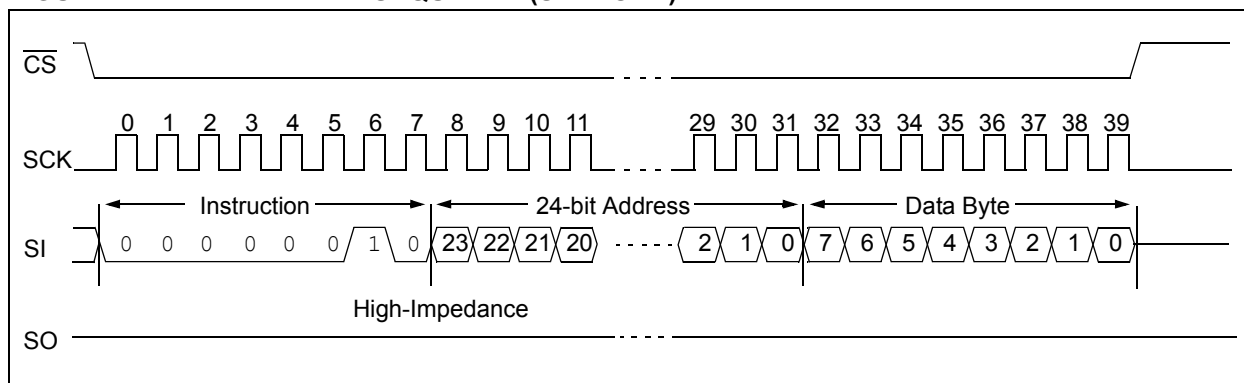 CS
0 1 2 3 4 5 6 7 8 9 10 11 29 30 31 32 33 34 35 36 37 38 39
SCK
Instruction 24-bit Address Data Byte
SI 0 0 0 0 0 0 1 0 23 22 21 20 2 1 0 7 6 5 4 3 2 1 0
High-Impedance
SO